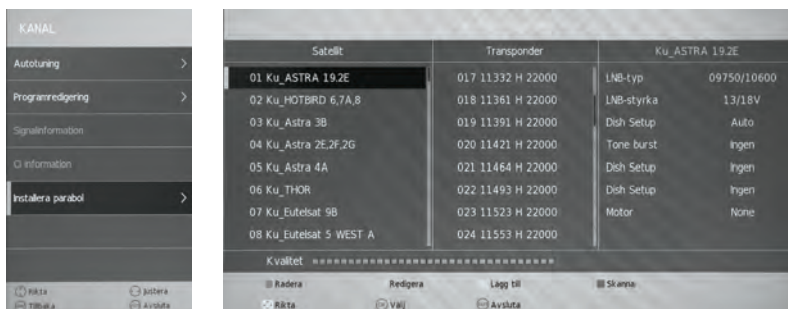 KANAL
Autotuning
Programredigering
Signalinformation
CI information
Installera parabol
Rikta
Justera
Tillbaka
Avsluta
Satellit
Transponder
Ku_ASTRA 19.2E
01 Ku_ASTRA 19.2E
017 11332 H 22000
LNB-typ
09750/10600
02 Ku_HOTBIRD 6,7A,8
018 11361 H 22000
LNB-styrka
13/18V
03 Ku_Astra 3B
019 11391 H 22000
Dish Setup
Auto
04 Ku_Astra 2E,2F,2G
020 11421 H 22000
Tone burst
Ingen
05 Ku_Astra 4A
021 11464 H 22000
Dish Setup
Ingen
06 Ku_THOR
022 11493 H 22000
Dish Setup
Ingen
07 Ku_Eutelsat 9B
023 11523 H 22000
Motor
None
08 Ku_Eutelsat 5 WEST A
024 11553 H 22000
Kvalitet
Radera
Redigera
Lägg till
Skanna
Rikta
Välj
Avsluta